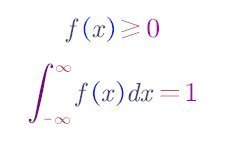 f(x) ≥ 0
∫_{-∞}^{∞} f(x) dx = 1